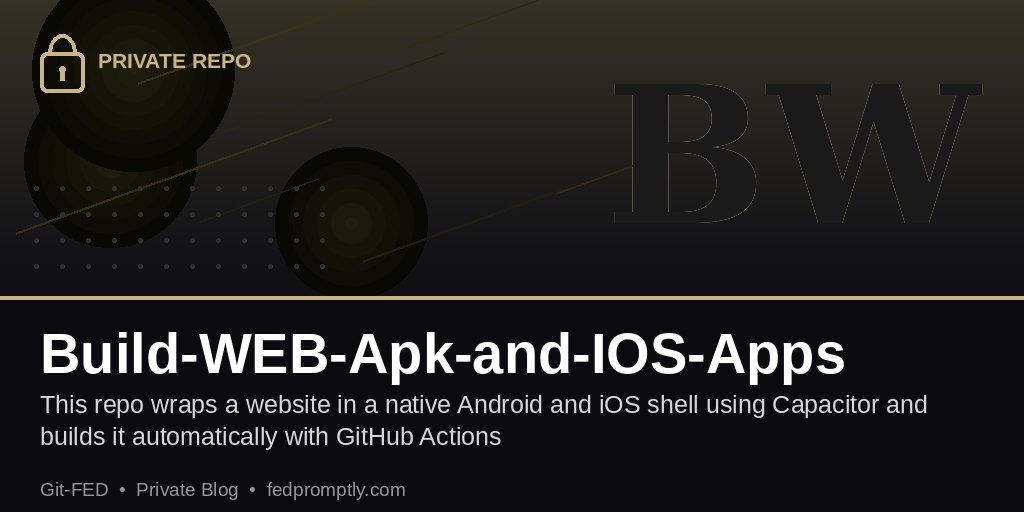 PRIVATE REPO
BW
Build-WEB-Apk-and-IOS-Apps
This repo wraps a website in a native Android and iOS shell using Capacitor and
builds it automatically with GitHub Actions
Git-FED • Private Blog • fedpromptly.com